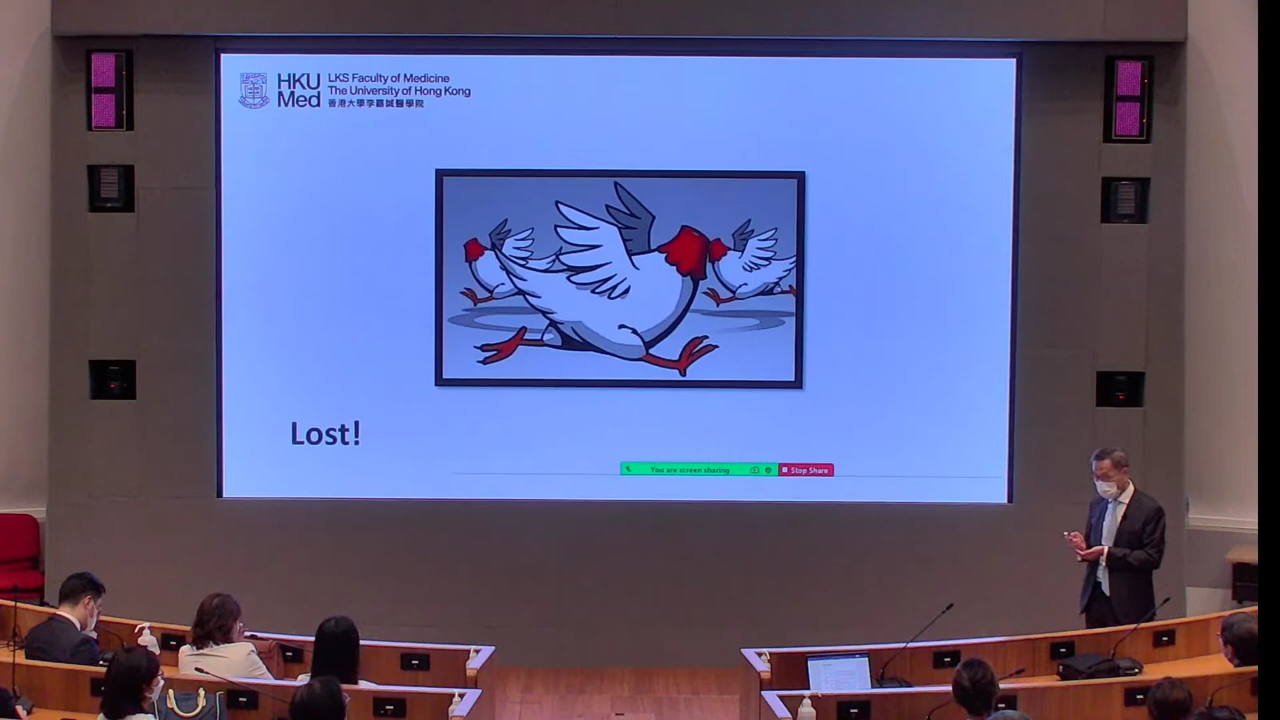 HKU
Med
LKS Faculty of Medicine
The University of Hong Kong
香港大學李嘉誠醫學院
Lost!
You are screen sharing
Stop Share